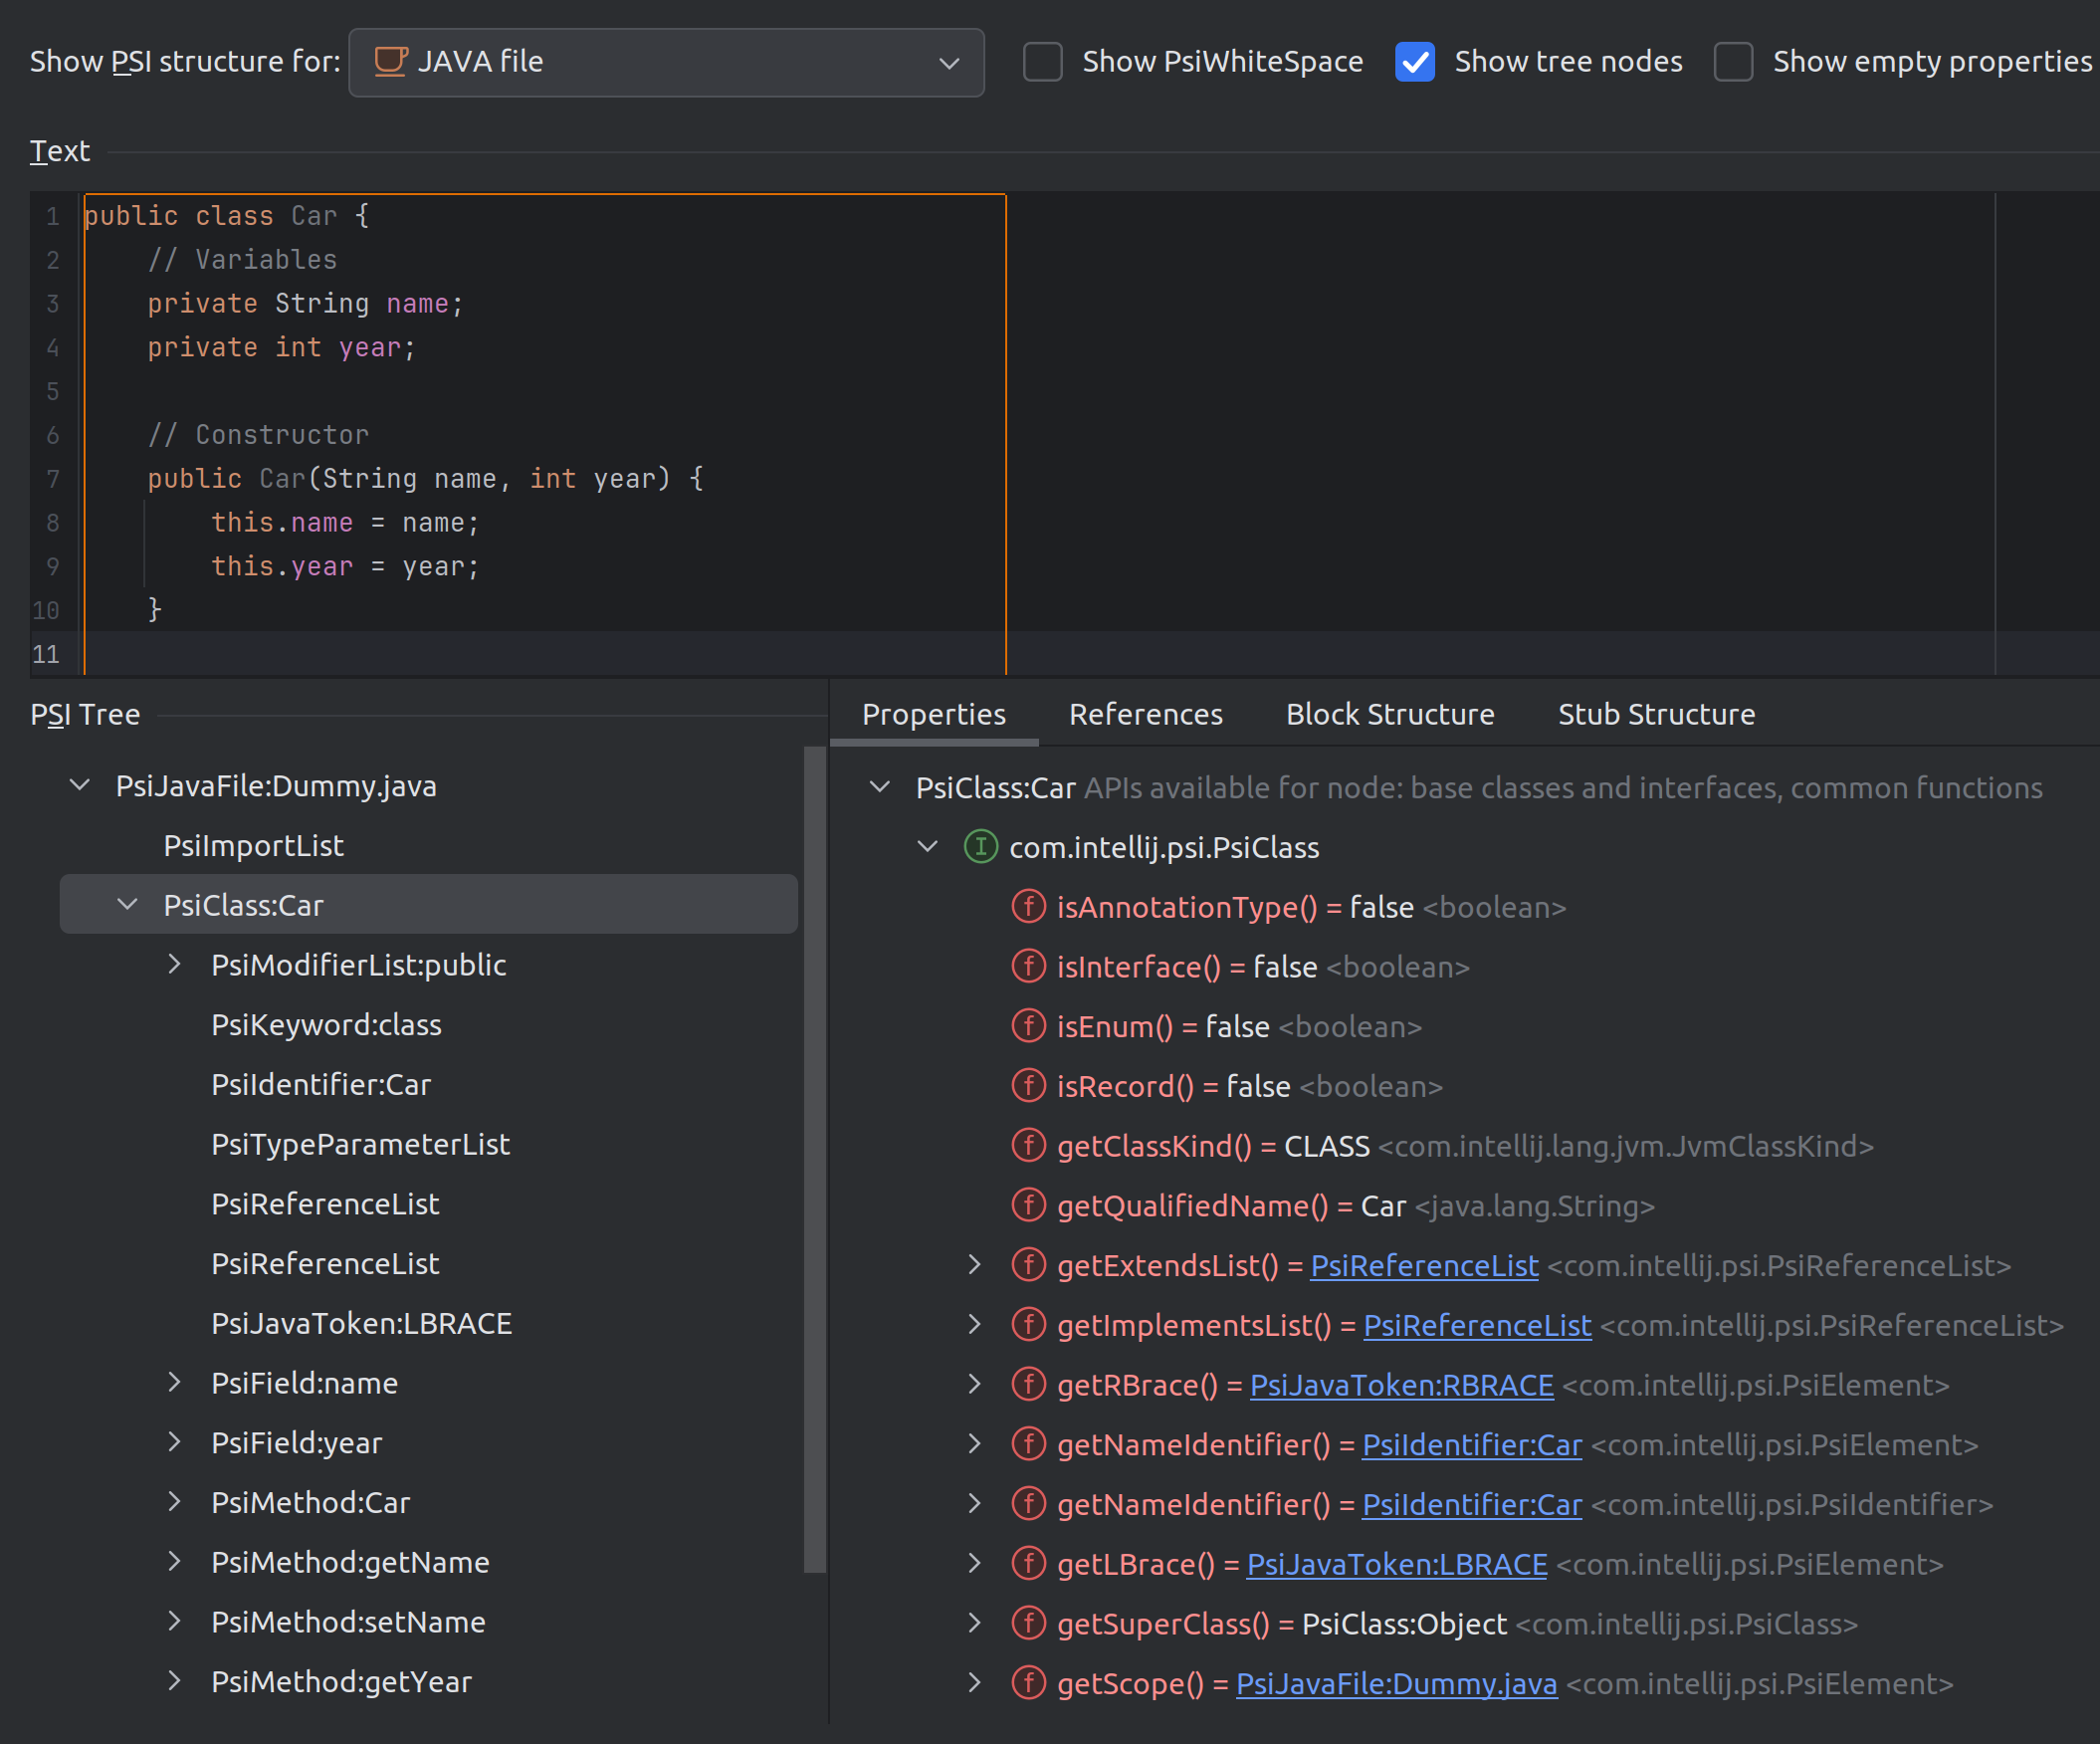 Show PSI structure for: JAVA file Show PsiWhiteSpace Show tree nodes Show empty properties
Text
1 public class Car {
2 // Variables
3 private String name;
4 private int year;
5
6 // Constructor
7 public Car(String name, int year) {
8 this.name = name;
9 this.year = year;
10 }
11
PSI Tree
PsiJavaFile:Dummy.java
PsiImportList
PsiClass:Car
PsiModifierList:public
PsiKeyword:class
PsiIdentifier:Car
PsiTypeParameterList
PsiReferenceList
PsiReferenceList
PsiJavaToken:LBRACE
PsiField:name
PsiField:year
PsiMethod:Car
PsiMethod:getName
PsiMethod:setName
PsiMethod:getYear
Properties References Block Structure Stub Structure
PsiClass:Car APIs available for node: base classes and interfaces, common functions
I com.intellij.psi.PsiClass
f isAnnotationType() = false <boolean>
f isInterface() = false <boolean>
f isEnum() = false <boolean>
f isRecord() = false <boolean>
f getClassKind() = CLASS <com.intellij.lang.jvm.JvmClassKind>
f getQualifiedName() = Car <java.lang.String>
f getExtendsList() = PsiReferenceList <com.intellij.psi.PsiReferenceList>
f getImplementsList() = PsiReferenceList <com.intellij.psi.PsiReferenceList>
f getRBrace() = PsiJavaToken:RBRACE <com.intellij.psi.PsiElement>
f getNameIdentifier() = PsiIdentifier:Car <com.intellij.psi.PsiElement>
f getNameIdentifier() = PsiIdentifier:Car <com.intellij.psi.PsiIdentifier>
f getLBrace() = PsiJavaToken:LBRACE <com.intellij.psi.PsiElement>
f getSuperClass() = PsiClass:Object <com.intellij.psi.PsiClass>
f getScope() = PsiJavaFile:Dummy.java <com.intellij.psi.PsiElement>